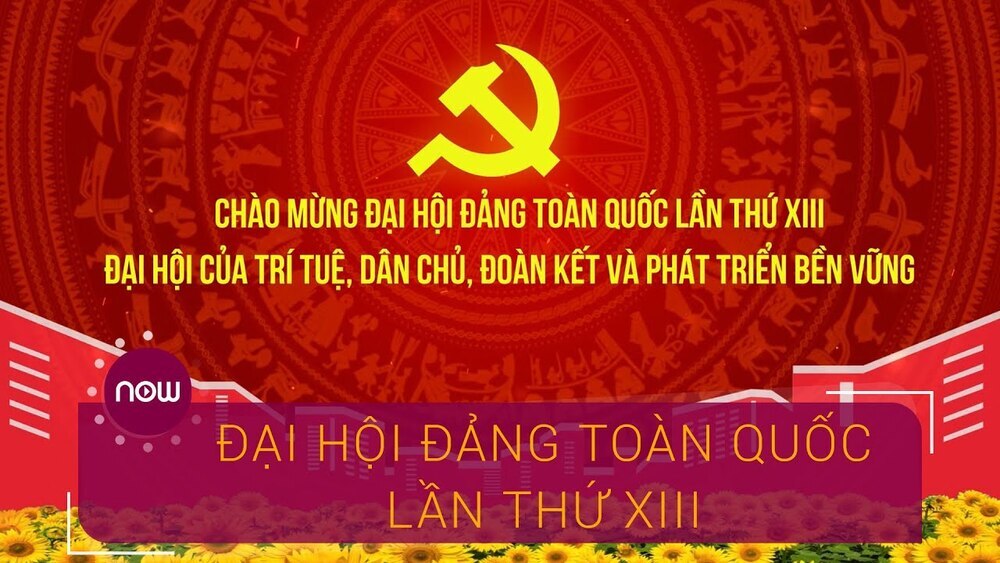 CHÀO MỪNG ĐẠI HỘI ĐẢNG TOÀN QUỐC LẦN THỨ XIII
ĐẠI HỘI CỦA TRÍ TUỆ, DÂN CHỦ, ĐOÀN KẾT VÀ PHÁT TRIỂN BỀN VỮNG
now
ĐẠI HỘI ĐẢNG TOÀN QUỐC
LẦN THỨ XIII